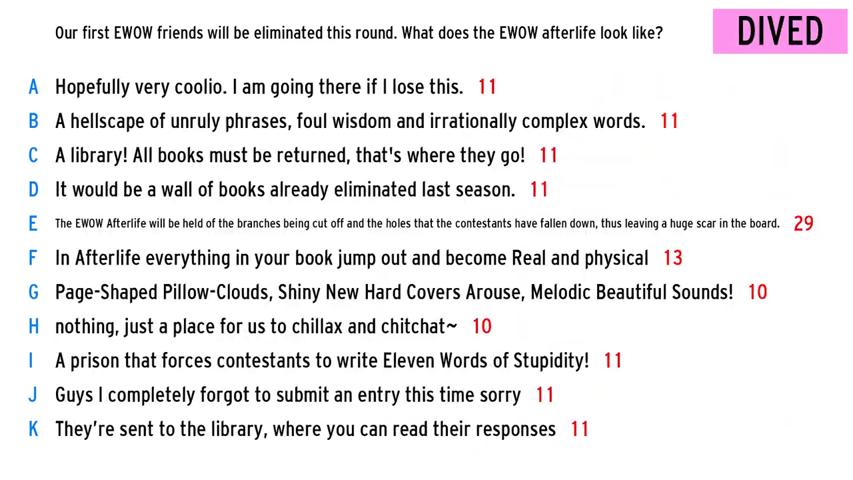 Our first EWOW friends will be eliminated this round. What does the EWOW afterlife look like?
DIVED
A Hopefully very coolio. I am going there if I lose this. 11
B A hellscape of unruly phrases, foul wisdom and irrationally complex words. 11
C A library! All books must be returned, that's where they go! 11
D It would be a wall of books already eliminated last season. 11
E The EWOW Afterlife will be held of the branches being cut off and the holes that the contestants have fallen down, thus leaving a huge scar in the board. 29
F In Afterlife everything in your book jump out and become Real and physical 13
G Page-Shaped Pillow-Clouds, Shiny New Hard Covers Arouse, Melodic Beautiful Sounds! 10
H nothing, just a place for us to chillax and chitchat~ 10
I A prison that forces contestants to write Eleven Words of Stupidity! 11
J Guys I completely forgot to submit an entry this time sorry 11
K They’re sent to the library, where you can read their responses 11